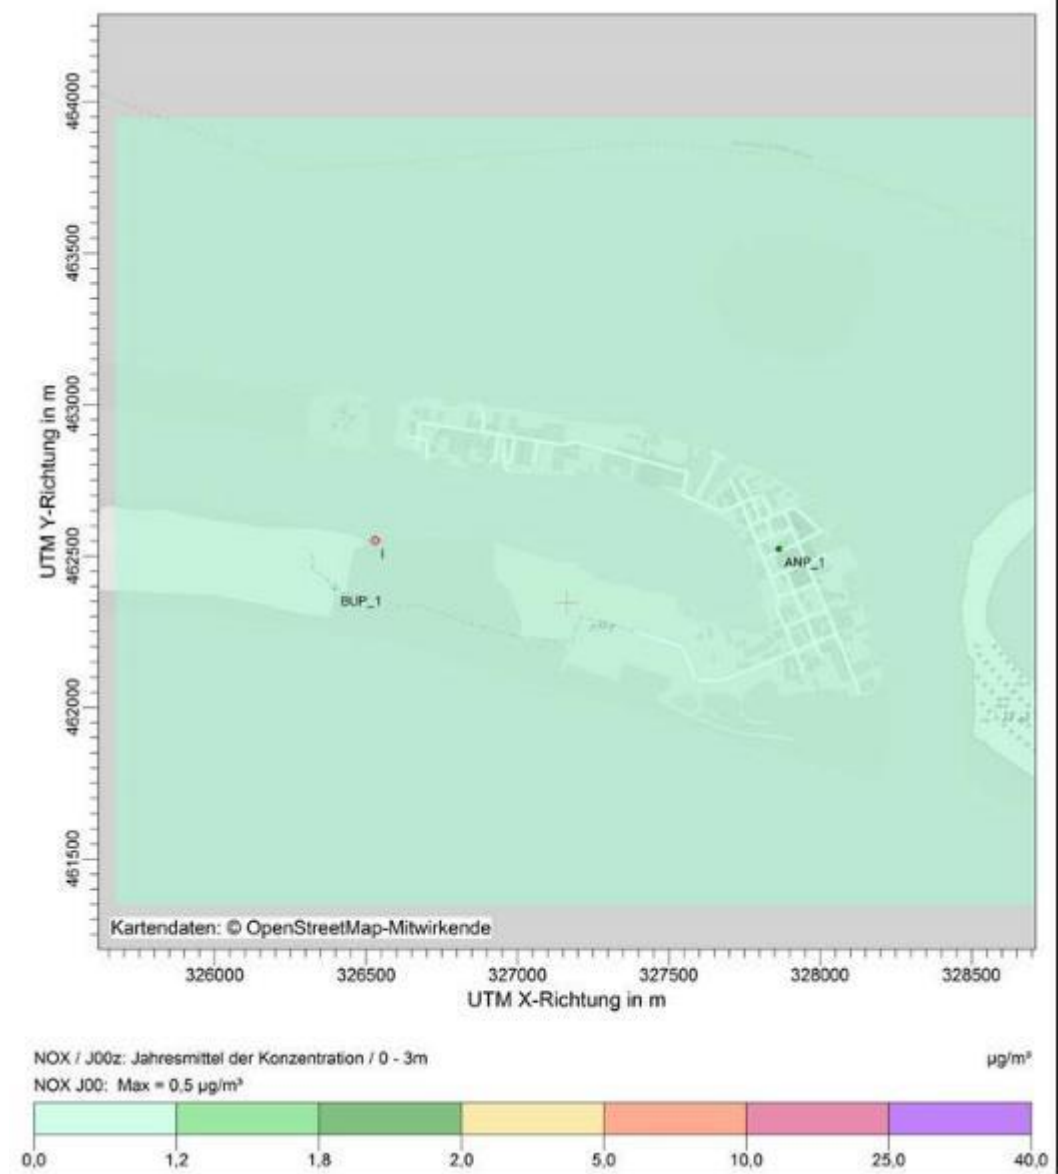 464000
463500
463000
462500
462000
461500
UTM Y-Richtung in m
BUP_1
ANP_1
Kartendaten: © OpenStreetMap-Mitwirkende
326000 326500 327000 327500 328000 328500
UTM X-Richtung in m
NOX / J00z: Jahresmittel der Konzentration / 0 - 3m µg/m³
NOX J00: Max = 0,5 µg/m³
0,0 1,2 1,8 2,0 5,0 10,0 25,0 40,0